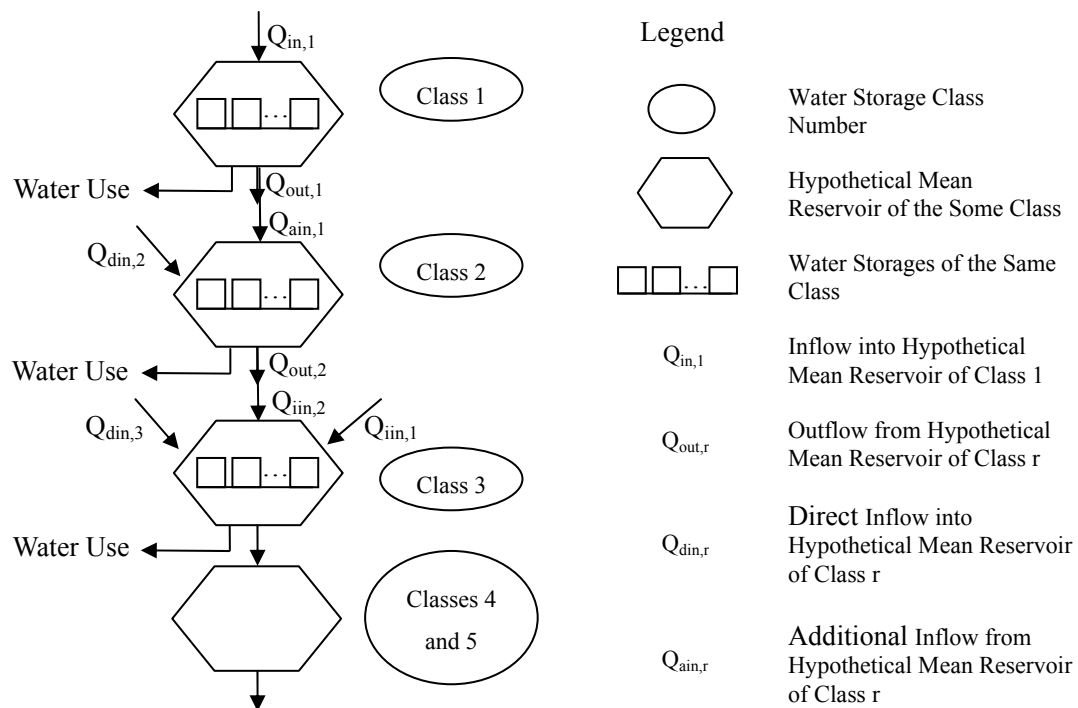 Q_in,1
Class 1
Water Use
Q_out,1
Q_ain,1
Q_din,2
Class 2
Water Use
Q_out,2
Q_iin,2
Q_din,3
Q_iin,1
Class 3
Water Use
Classes 4
and 5
Legend
Water Storage Class
Number
Hypothetical Mean
Reservoir of the Some Class
Water Storages of the Same
Class
Q_in,1
Inflow into Hypothetical
Mean Reservoir of Class 1
Q_out,r
Outflow from Hypothetical
Mean Reservoir of Class r
Q_din,r
Direct Inflow into
Hypothetical Mean Reservoir
of Class r
Q_ain,r
Additional Inflow from
Hypothetical Mean Reservoir
of Class r